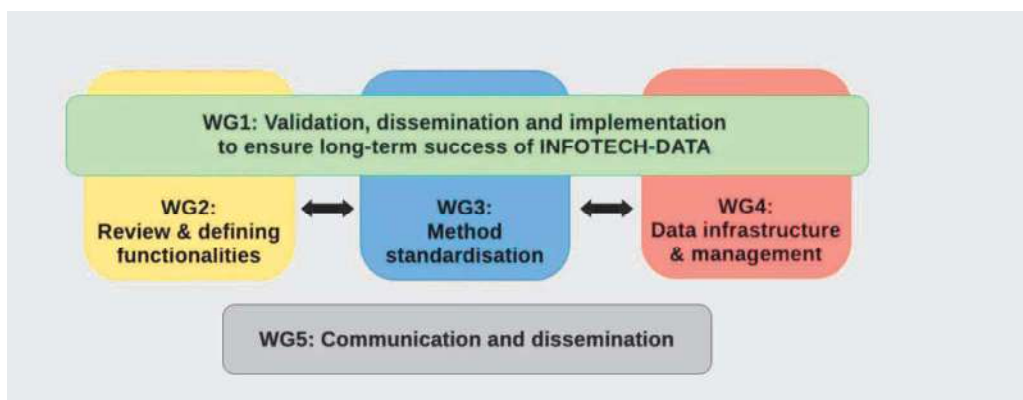 WG1: Validation, dissemination and implementation
to ensure long-term success of INFOTECH-DATA
WG2:
Review & defining
functionalities
WG3:
Method
standardisation
WG4:
Data infrastructure
& management
WG5: Communication and dissemination